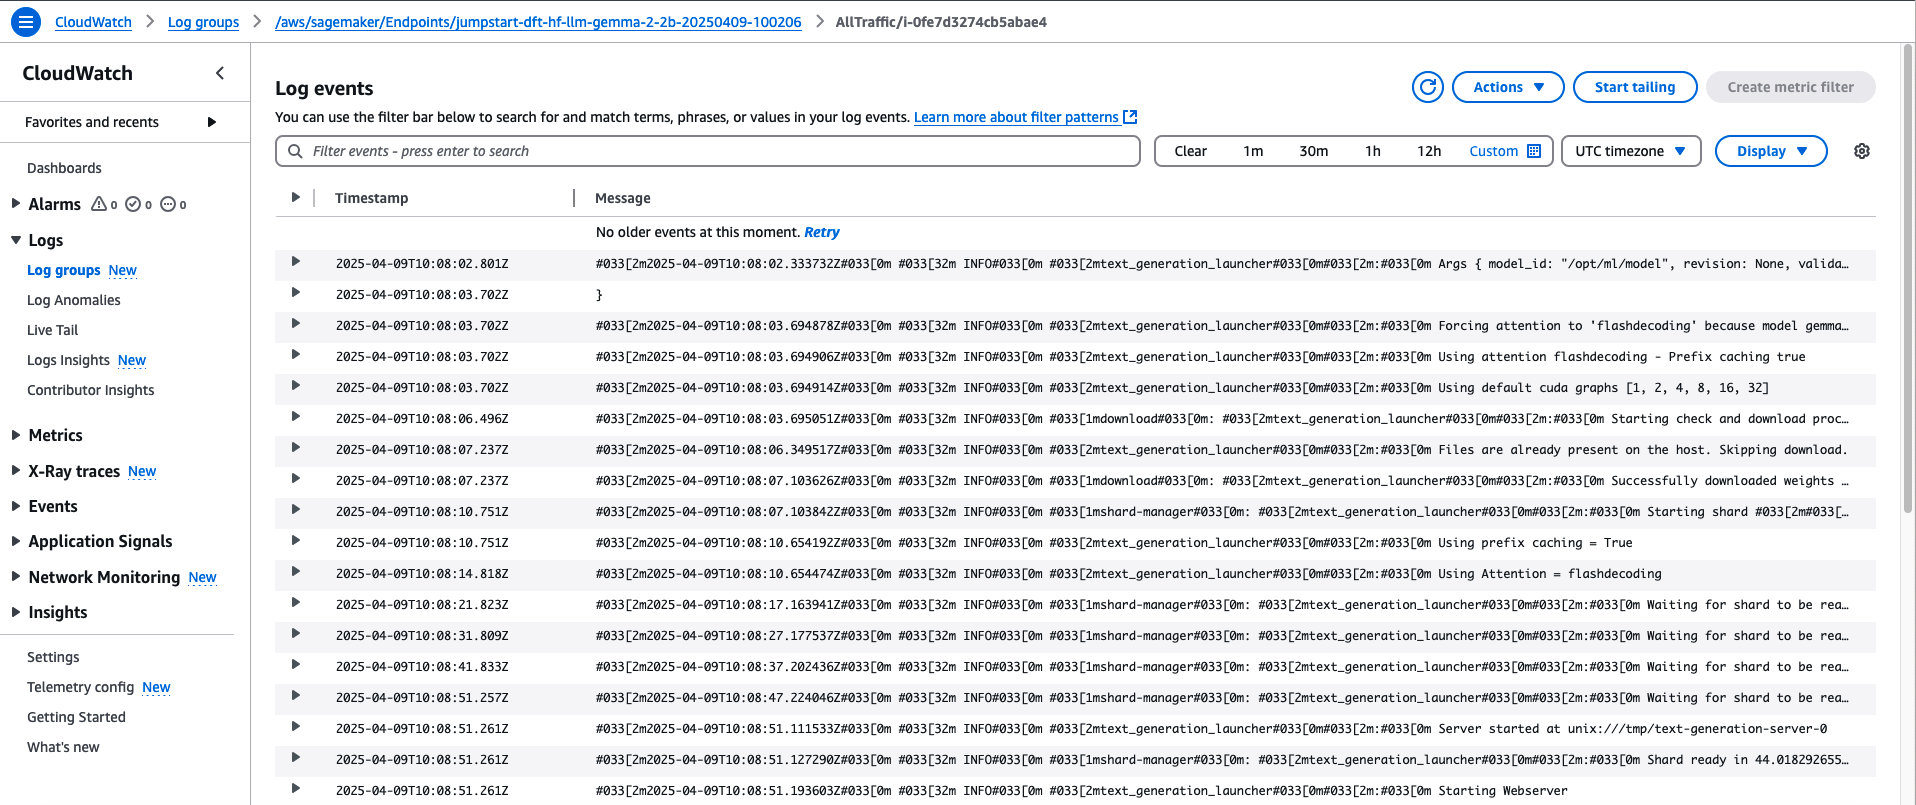 CloudWatch > Log groups > /aws/sagemaker/Endpoints/jumpstart-dft-hf-llm-gemma-2-2b-20250409-100206 > AllTraffic/i-0fe7d3274cb5abae4
CloudWatch
Favorites and recents
Dashboards
Alarms 0 0 0
Logs
Log groups New
Log Anomalies
Live Tail
Logs Insights New
Contributor Insights
Metrics
X-Ray traces New
Events
Application Signals
Network Monitoring New
Insights
Settings
Telemetry config New
Getting Started
What's new
Log events
Actions
Start tailing
Create metric filter
You can use the filter bar below to search for and match terms, phrases, or values in your log events. Learn more about filter patterns
Filter events - press enter to search
Clear 1m 30m 1h 12h Custom
UTC timezone
Display
Timestamp Message
No older events at this moment. Retry
2025-04-09T10:08:02.801Z #033[2m2025-04-09T10:08:02.333732Z#033[0m #033[32m INFO#033[0m #033[2mtext_generation_launcher#033[0m#033[2m:#033[0m Args { model_id: "/opt/ml/model", revision: None, valida…
2025-04-09T10:08:03.702Z }
2025-04-09T10:08:03.702Z #033[2m2025-04-09T10:08:03.694878Z#033[0m #033[32m INFO#033[0m #033[2mtext_generation_launcher#033[0m#033[2m:#033[0m Forcing attention to 'flashdecoding' because model gemma…
2025-04-09T10:08:03.702Z #033[2m2025-04-09T10:08:03.694906Z#033[0m #033[32m INFO#033[0m #033[2mtext_generation_launcher#033[0m#033[2m:#033[0m Using attention flashdecoding - Prefix caching true
2025-04-09T10:08:03.702Z #033[2m2025-04-09T10:08:03.694914Z#033[0m #033[32m INFO#033[0m #033[2mtext_generation_launcher#033[0m#033[2m:#033[0m Using default cuda graphs [1, 2, 4, 8, 16, 32]
2025-04-09T10:08:06.496Z #033[2m2025-04-09T10:08:03.695051Z#033[0m #033[32m INFO#033[0m #033[1mdownload#033[0m: #033[2mtext_generation_launcher#033[0m#033[2m:#033[0m Starting check and download proc…
2025-04-09T10:08:07.237Z #033[2m2025-04-09T10:08:06.349517Z#033[0m #033[32m INFO#033[0m #033[2mtext_generation_launcher#033[0m#033[2m:#033[0m Files are already present on the host. Skipping download.
2025-04-09T10:08:07.237Z #033[2m2025-04-09T10:08:07.103626Z#033[0m #033[32m INFO#033[0m #033[1mdownload#033[0m: #033[2mtext_generation_launcher#033[0m#033[2m:#033[0m Successfully downloaded weights …
2025-04-09T10:08:10.751Z #033[2m2025-04-09T10:08:07.103842Z#033[0m #033[32m INFO#033[0m #033[1mshard-manager#033[0m: #033[2mtext_generation_launcher#033[0m#033[2m:#033[0m Starting shard #033[2m#033[…
2025-04-09T10:08:10.751Z #033[2m2025-04-09T10:08:10.654192Z#033[0m #033[32m INFO#033[0m #033[2mtext_generation_launcher#033[0m#033[2m:#033[0m Using prefix caching = True
2025-04-09T10:08:14.818Z #033[2m2025-04-09T10:08:10.654474Z#033[0m #033[32m INFO#033[0m #033[2mtext_generation_launcher#033[0m#033[2m:#033[0m Using Attention = flashdecoding
2025-04-09T10:08:21.823Z #033[2m2025-04-09T10:08:17.163941Z#033[0m #033[32m INFO#033[0m #033[1mshard-manager#033[0m: #033[2mtext_generation_launcher#033[0m#033[2m:#033[0m Waiting for shard to be rea…
2025-04-09T10:08:31.809Z #033[2m2025-04-09T10:08:27.177537Z#033[0m #033[32m INFO#033[0m #033[1mshard-manager#033[0m: #033[2mtext_generation_launcher#033[0m#033[2m:#033[0m Waiting for shard to be rea…
2025-04-09T10:08:41.833Z #033[2m2025-04-09T10:08:37.202436Z#033[0m #033[32m INFO#033[0m #033[1mshard-manager#033[0m: #033[2mtext_generation_launcher#033[0m#033[2m:#033[0m Waiting for shard to be rea…
2025-04-09T10:08:51.257Z #033[2m2025-04-09T10:08:47.224046Z#033[0m #033[32m INFO#033[0m #033[1mshard-manager#033[0m: #033[2mtext_generation_launcher#033[0m#033[2m:#033[0m Waiting for shard to be rea…
2025-04-09T10:08:51.261Z #033[2m2025-04-09T10:08:51.111533Z#033[0m #033[32m INFO#033[0m #033[2mtext_generation_launcher#033[0m#033[2m:#033[0m Server started at unix:///tmp/text-generation-server-0
2025-04-09T10:08:51.261Z #033[2m2025-04-09T10:08:51.127290Z#033[0m #033[32m INFO#033[0m #033[1mshard-manager#033[0m: #033[2mtext_generation_launcher#033[0m#033[2m:#033[0m Shard ready in 44.018292655…
2025-04-09T10:08:51.261Z #033[2m2025-04-09T10:08:51.193603Z#033[0m #033[32m INFO#033[0m #033[2mtext_generation_launcher#033[0m#033[2m:#033[0m Starting Webserver